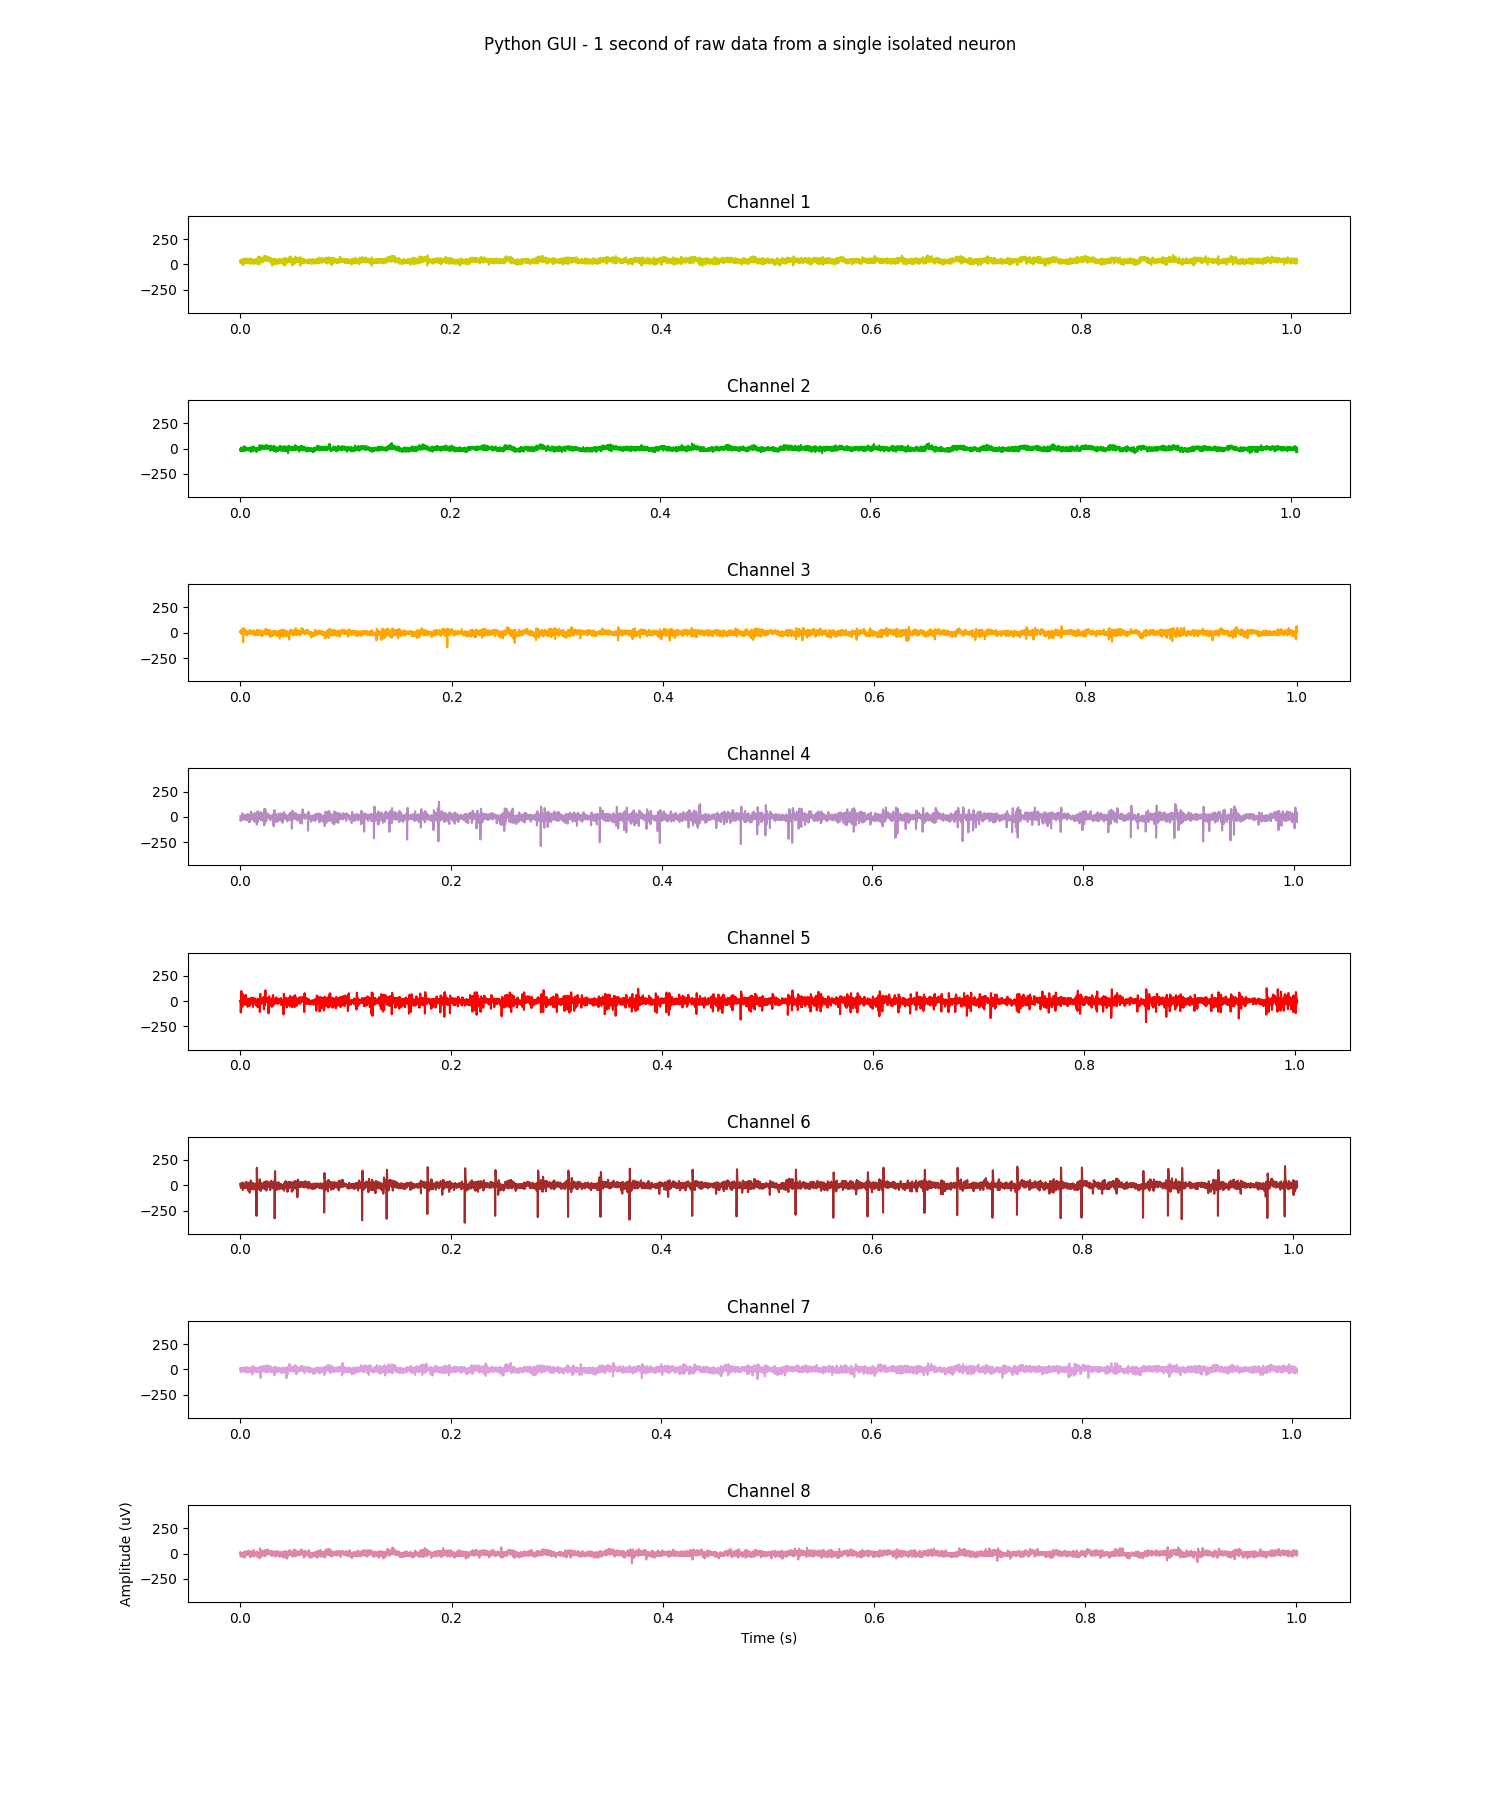 Python GUI - 1 second of raw data from a single isolated neuron
Channel 1
250
0
−250
0.0 0.2 0.4 0.6 0.8 1.0
Channel 2
250
0
−250
0.0 0.2 0.4 0.6 0.8 1.0
Channel 3
250
0
−250
0.0 0.2 0.4 0.6 0.8 1.0
Channel 4
250
0
−250
0.0 0.2 0.4 0.6 0.8 1.0
Channel 5
250
0
−250
0.0 0.2 0.4 0.6 0.8 1.0
Channel 6
250
0
−250
0.0 0.2 0.4 0.6 0.8 1.0
Channel 7
250
0
−250
0.0 0.2 0.4 0.6 0.8 1.0
Channel 8
Amplitude (uV)
250
0
−250
0.0 0.2 0.4 0.6 0.8 1.0
Time (s)